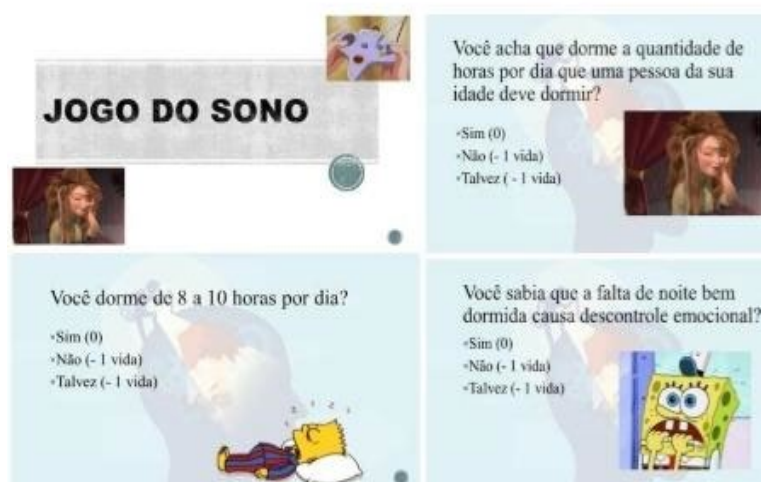 JOGO DO SONO
Você acha que dorme a quantidade de
horas por dia que uma pessoa da sua
idade deve dormir?
▪Sim (0)
▪Não (- 1 vida)
▪Talvez ( - 1 vida)
Você dorme de 8 a 10 horas por dia?
▪Sim (0)
▪Não (- 1 vida)
▪Talvez (- 1 vida)
Você sabia que a falta de noite bem
dormida causa descontrole emocional?
▪Sim (0)
▪Não (- 1 vida)
▪Talvez (- 1 vida)